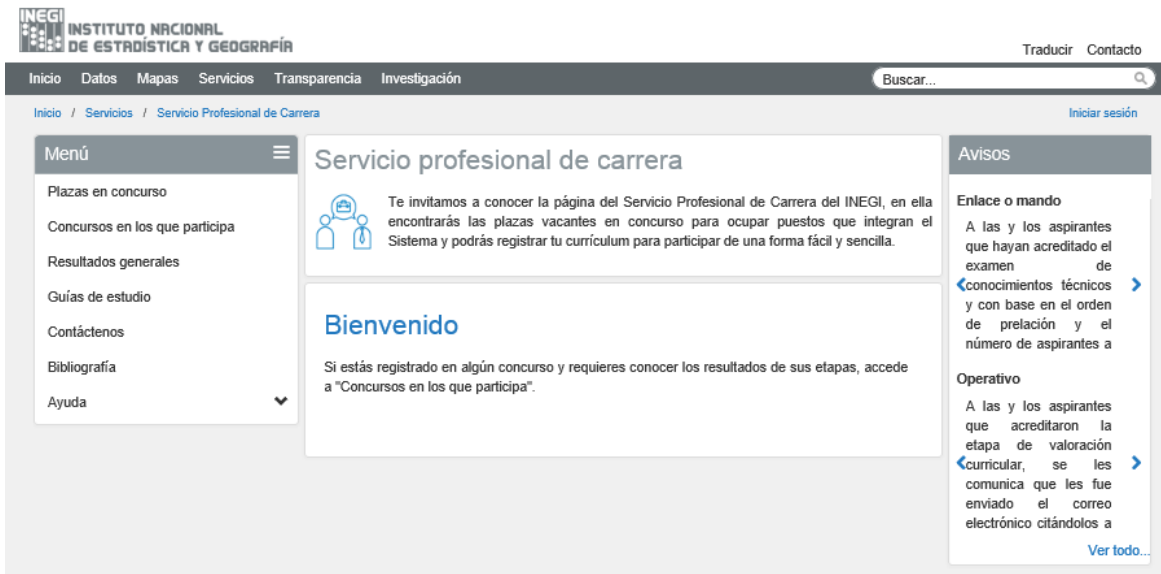 INEGI
INSTITUTO NACIONAL
DE ESTADÍSTICA Y GEOGRAFÍA
Traducir Contacto
Inicio Datos Mapas Servicios Transparencia Investigación Buscar...
Inicio / Servicios / Servicio Profesional de Carrera Iniciar sesión
Menú
Plazas en concurso
Concursos en los que participa
Resultados generales
Guías de estudio
Contáctenos
Bibliografía
Ayuda
Servicio profesional de carrera
Te invitamos a conocer la página del Servicio Profesional de Carrera del INEGI, en ella
encontrarás las plazas vacantes en concurso para ocupar puestos que integran el
Sistema y podrás registrar tu currículum para participar de una forma fácil y sencilla.
Bienvenido
Si estás registrado en algún concurso y requieres conocer los resultados de sus etapas, accede
a "Concursos en los que participa".
Avisos
Enlace o mando
A las y los aspirantes
que hayan acreditado el
examen de
conocimientos técnicos
y con base en el orden
de prelación y el
número de aspirantes a
Operativo
A las y los aspirantes
que acreditaron la
etapa de valoración
curricular, se les
comunica que les fue
enviado el correo
electrónico citándolos a
Ver todo...